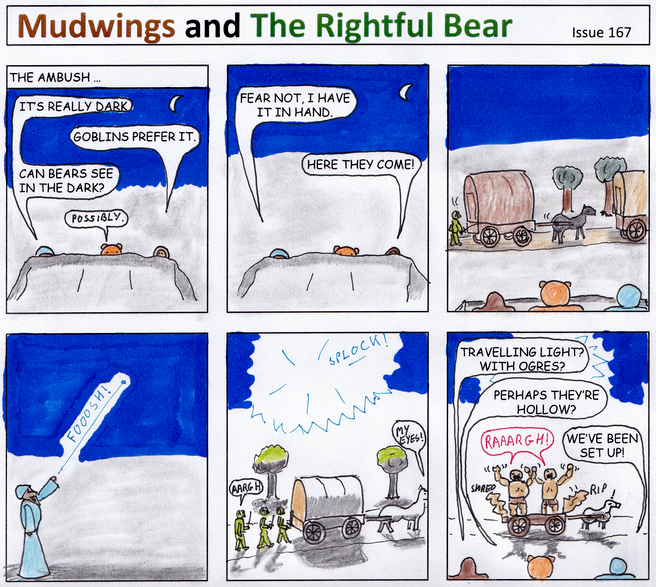 Mudwings and The Rightful Bear
Issue 167
THE AMBUSH ...
IT'S REALLY DARK.
GOBLINS PREFER IT.
CAN BEARS SEE
IN THE DARK?
POSSIBLY.
FEAR NOT, I HAVE
IT IN HAND.
HERE THEY COME!
FOOOSH!
SPLOCK!
MY
EYES!
AARGH
TRAVELLING LIGHT?
WITH OGRES?
PERHAPS THEY'RE
HOLLOW?
RAAARGH!
WE'VE BEEN
SET UP!
SHRED
RIP